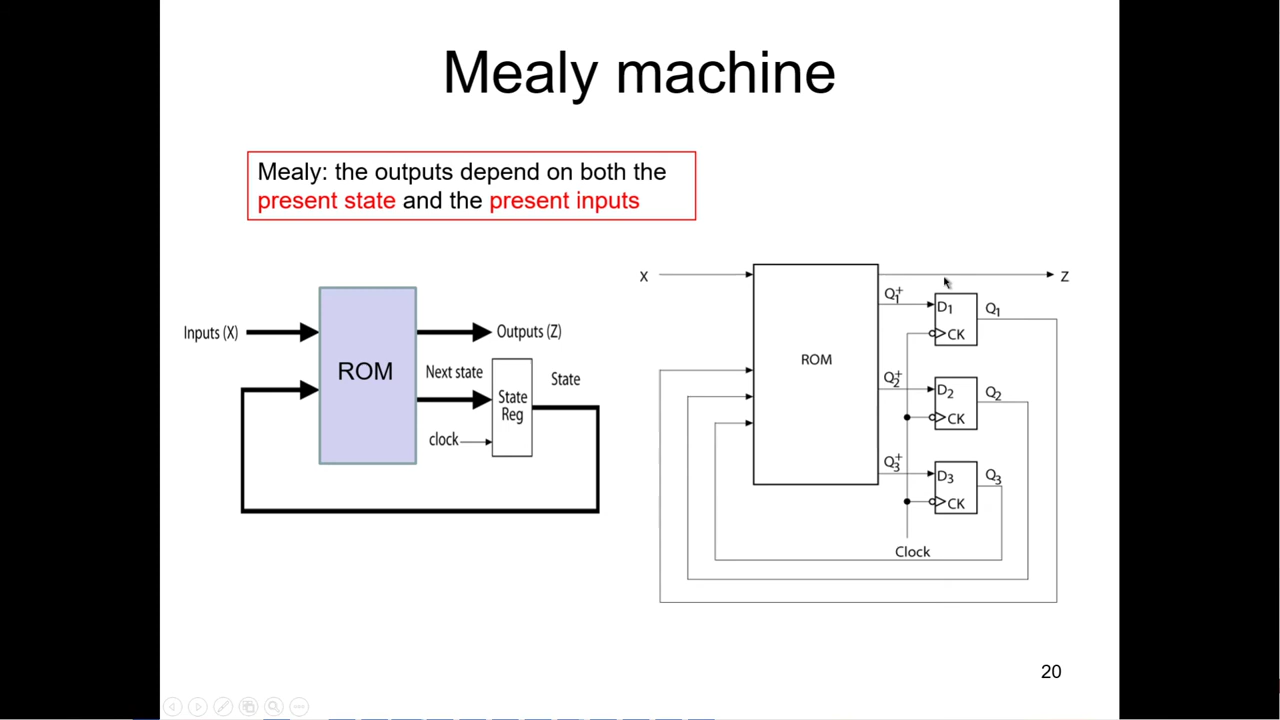 Mealy machine
Mealy: the outputs depend on both the
present state and the present inputs
Inputs (X)
ROM
Outputs (Z)
Next state
State
Reg
clock
State
X
ROM
Z
Q1+
D1
CK
Q1
Q2+
D2
CK
Q2
Q3+
D3
CK
Q3
Clock
20